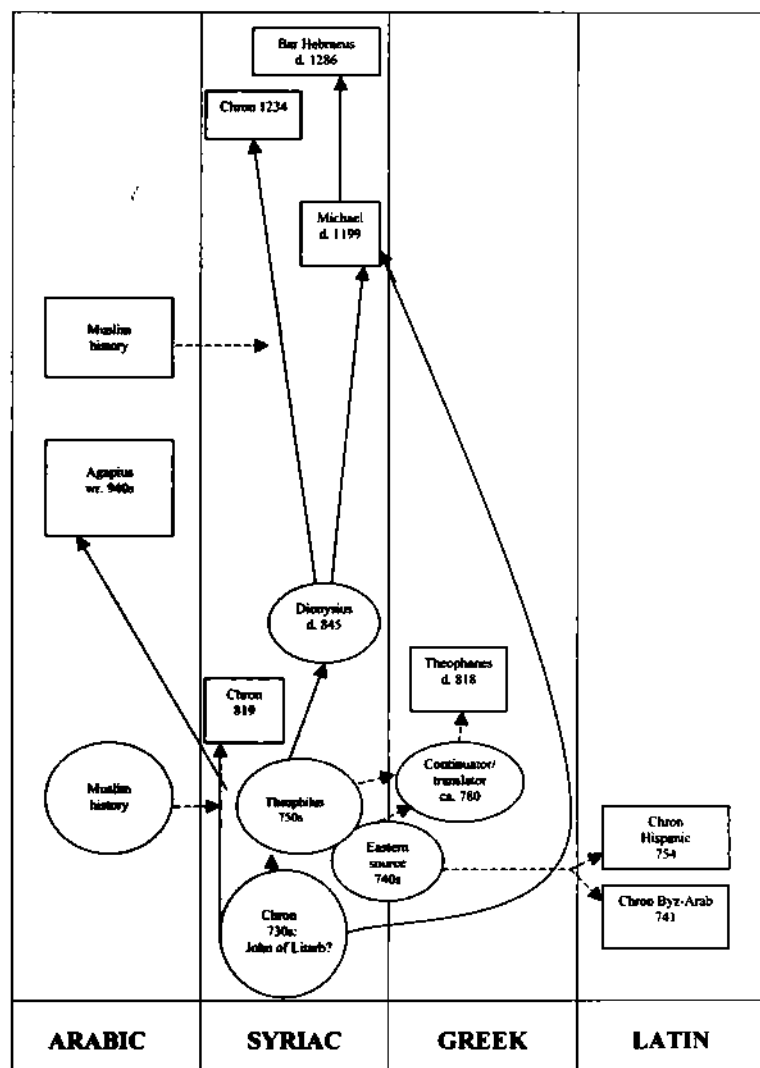 Bar Hebraeus
d. 1286
Chron 1234
Michael
d. 1199
Muslim
history
Agapius
wr. 940s
Dionysius
d. 845
Theophanes
d. 818
Chron
819
Muslim
history
Theophilus
750s
Continuator/
translator
ca. 780
Eastern
source
740s
Chron
Hispanic
754
Chron Byz-Arab
741
Chron
730s:
John of Litarb?
ARABIC
SYRIAC
GREEK
LATIN